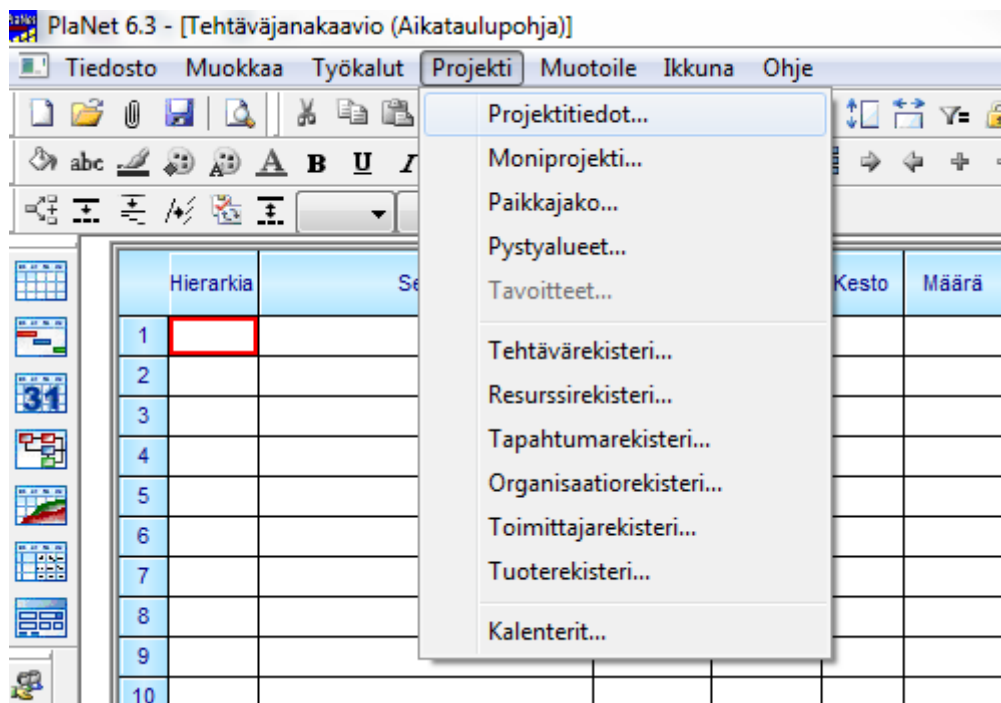 PlaNet 6.3 - [Tehtäväjanakaavio (Aikataulupohja)]
Tiedosto Muokkaa Työkalut Projekti Muotoile Ikkuna Ohje
Projektitiedot...
abc A B U I
Moniprojekti...
Paikkajako...
Pystyalueet...
Hierarkia Se Kesto Määrä
Tavoitteet...
1
Tehtävärekisteri...
2
31
Resurssirekisteri...
3
Tapahtumarekisteri...
4
Organisaatiorekisteri...
5
Toimittajarekisteri...
6
Tuoterekisteri...
7
8
Kalenterit...
9
10